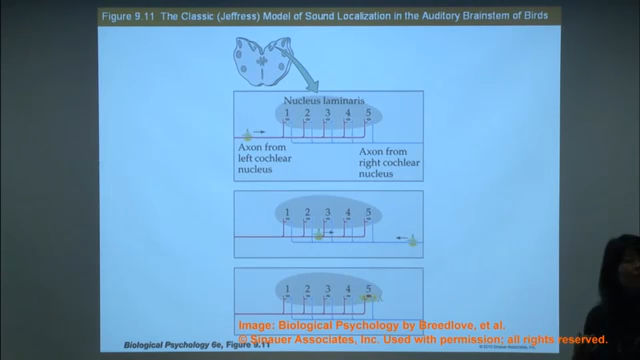 Figure 9.11 The Classic (Jeffress) Model of Sound Localization in the Auditory Brainstem of Birds
Nucleus laminaris
1 2 3 4 5
Axon from
left cochlear
nucleus
Axon from
right cochlear
nucleus
1 2 3 4 5
1 2 3 4 5
Image: Biological Psychology by Breedlove, et al.
© Sinauer Associates, Inc. Used with permission; all rights reserved.
Biological Psychology 6e, Figure 9.11